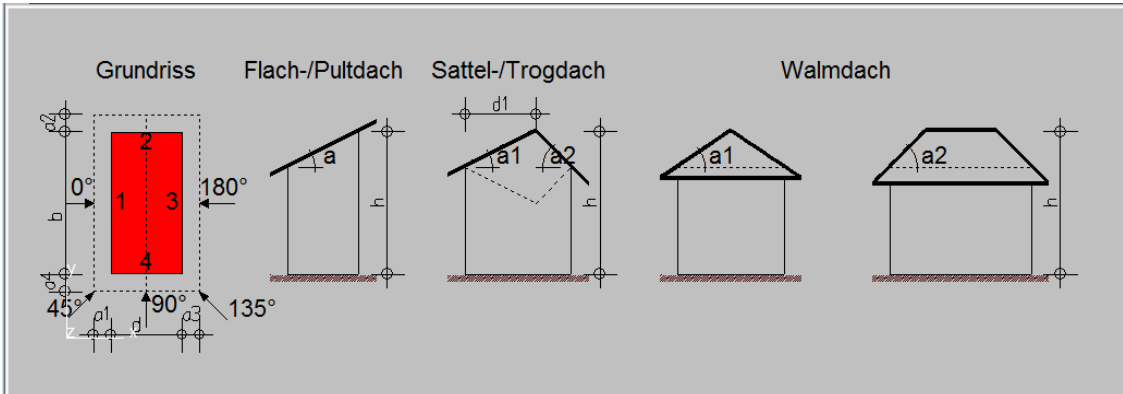 Grundriss Flach-/Pultdach Sattel-/Trogdach Walmdach
d1
a2
2
a a1 a2 a1 a2
0° 180°
1 3
b h h h
4
a4
y
45° 90° 135°
a1 d a3
z x